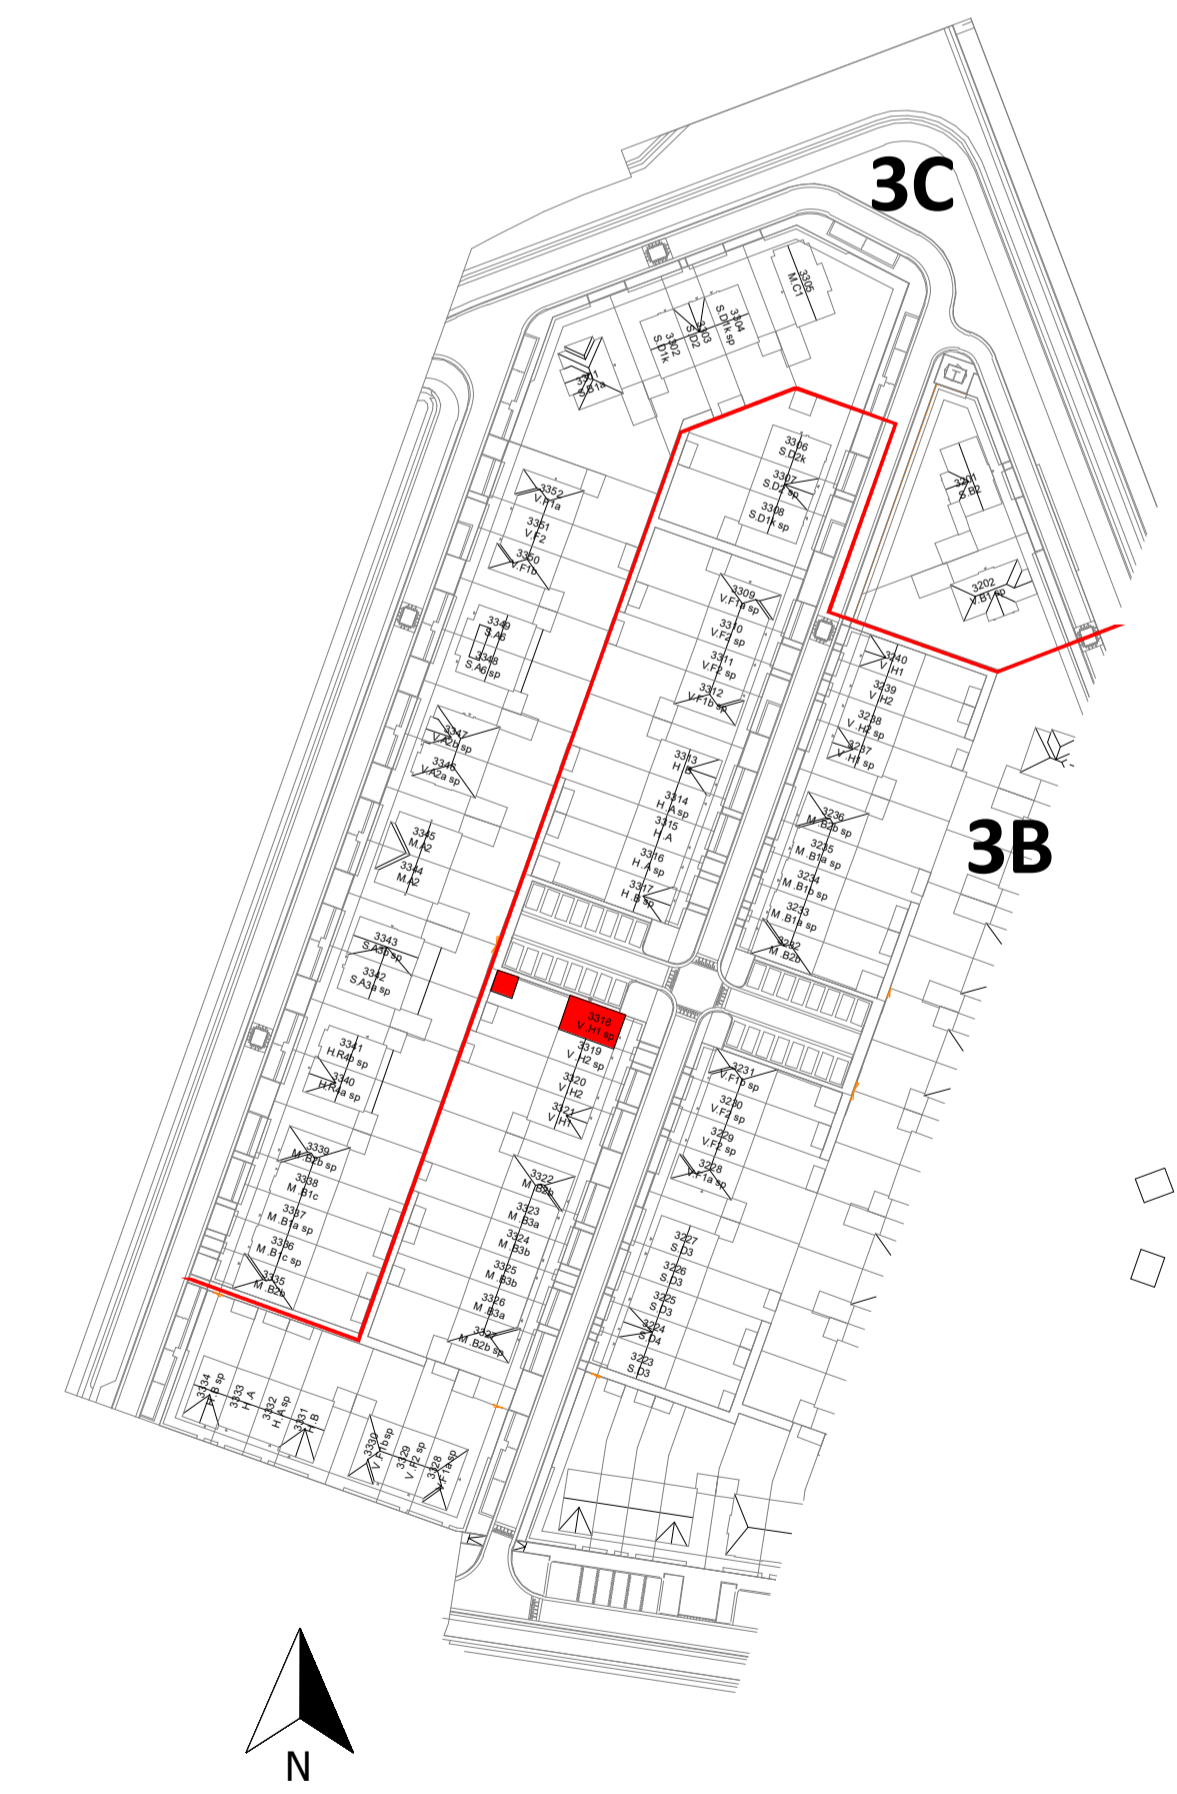 3C
3305
M.C1
3304
S.D1k sp
3303
S.D2
3302
S.D1k
3301
S.B1a
3306
S.D2k
3307
S.D2 sp
3308
S.D1k sp
3201
S.B2
3202
V.B1 sp
3352
V.F1a
3351
V.F2
3350
V.F1b
3309
V.F1a sp
3310
V.F2 sp
3311
V.F2 sp
3312
V.F1b sp
3349
S.A6
3348
S.A6 sp
3240
V.H1
3239
V.H2
3238
V.H2 sp
3237
V.H1 sp
3347
V.A2b sp
3346
V.A2a sp
3313
H.B
3314
H.A sp
3315
H.A
3316
H.A sp
3317
H.B sp
3236
M.B2b sp
3235
M.B1a sp
3234
M.B1b sp
3233
M.B1a sp
3232
M.B2b
3B
3345
M.A2
3344
M.A2
3343
S.A3b sp
3342
S.A3a sp
3318
V.H1 sp
3319
V.H2 sp
3320
V.H2
3321
V.H1
3341
H.R4b sp
3340
H.R4a sp
3231
V.F1b sp
3230
V.F2 sp
3229
V.F2 sp
3228
V.F1a sp
3339
M.B2b sp
3338
M.B1c
3337
M.B1a sp
3336
M.B1c sp
3335
M.B2b
3322
M.B2b
3323
M.B3a
3324
M.B3b
3325
M.B3b
3326
M.B3a
3327
M.B2b sp
3227
S.D3
3226
S.D3
3225
S.D3
3224
S.D4
3223
S.D3
3334
H.B sp
3333
H.A
3332
H.A sp
3331
H.B
3330
V.F1b sp
3329
V.F2 sp
3328
V.F1a sp
N